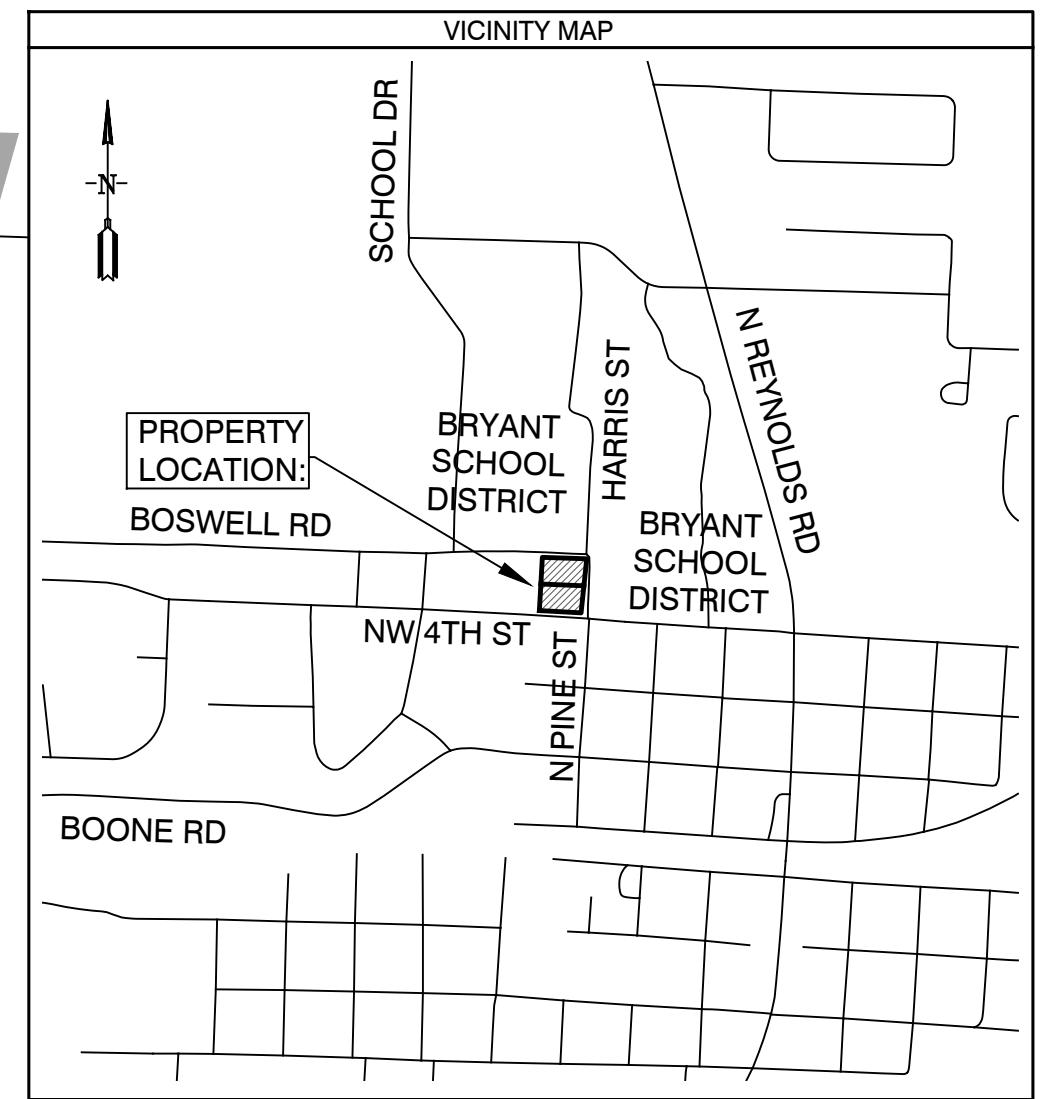 VICINITY MAP
SCHOOL DR
N
N REYNOLDS RD
HARRIS ST
PROPERTY
LOCATION:
BRYANT
SCHOOL
DISTRICT
BOSWELL RD
BRYANT
SCHOOL
DISTRICT
NW 4TH ST
N PINE ST
BOONE RD